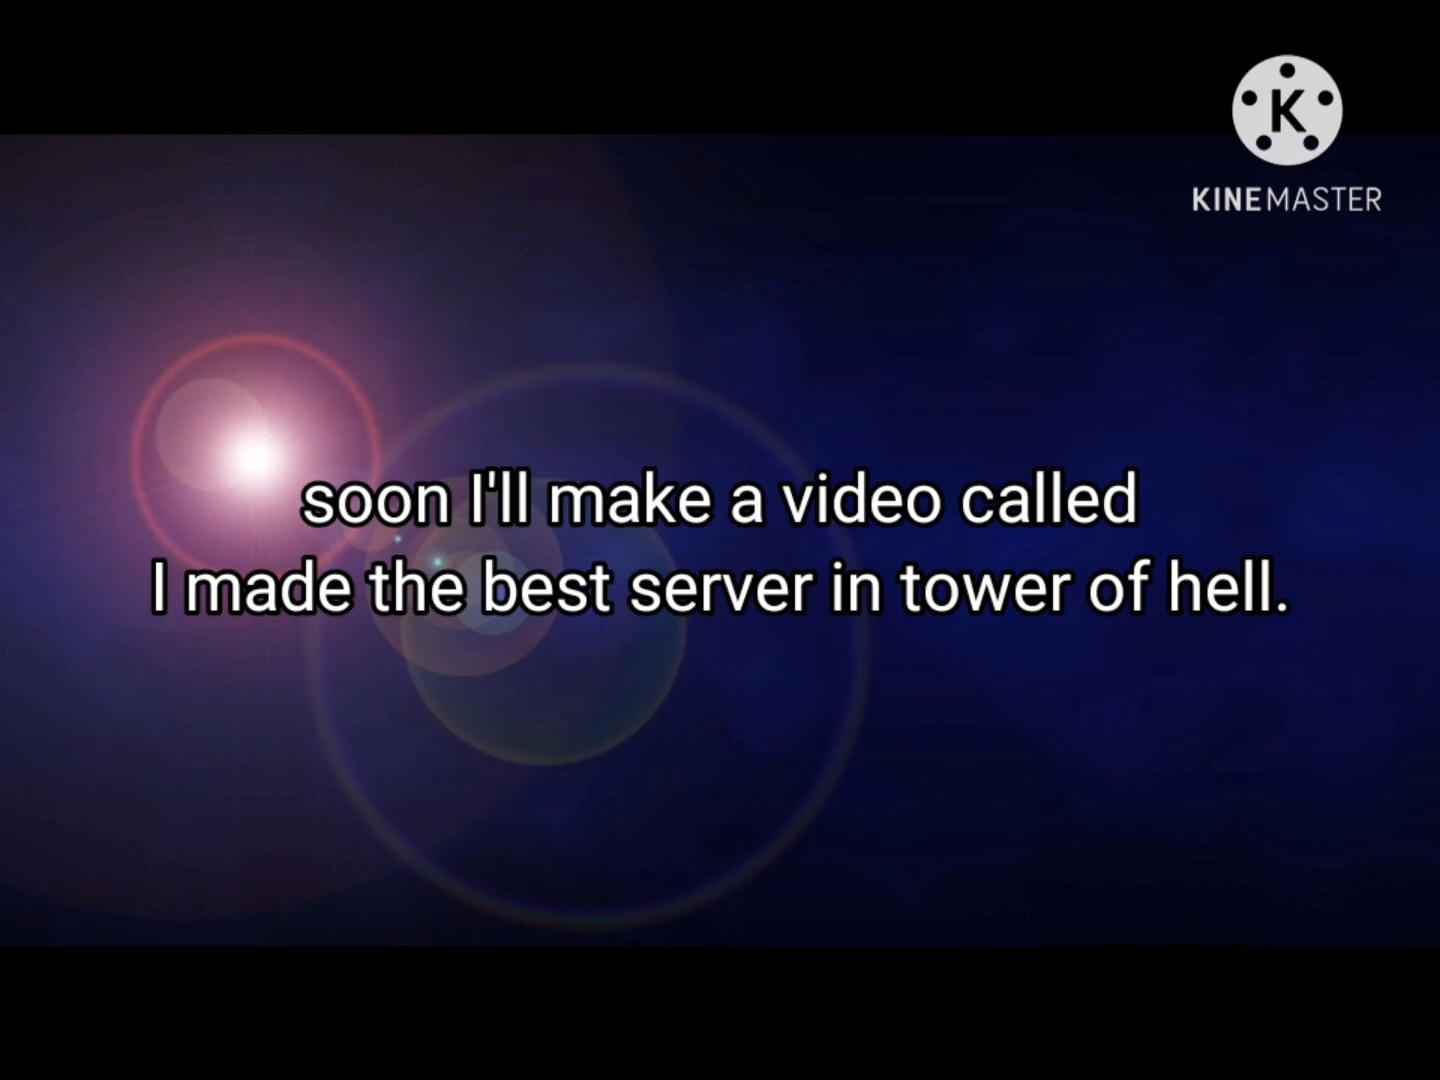 K
KINEMASTER
soon I'll make a video called
I made the best server in tower of hell.